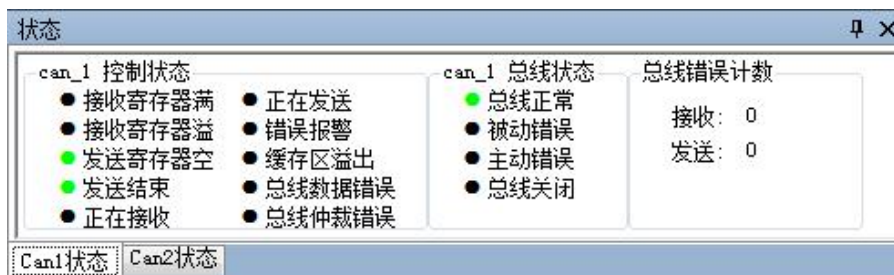 状态
can_1 控制状态
接收寄存器满
接收寄存器溢
发送寄存器空
发送结束
正在接收
正在发送
错误报警
缓存区溢出
总线数据错误
总线仲裁错误
can_1 总线状态
总线正常
被动错误
主动错误
总线关闭
总线错误计数
接收: 0
发送: 0
Can1状态 Can2状态